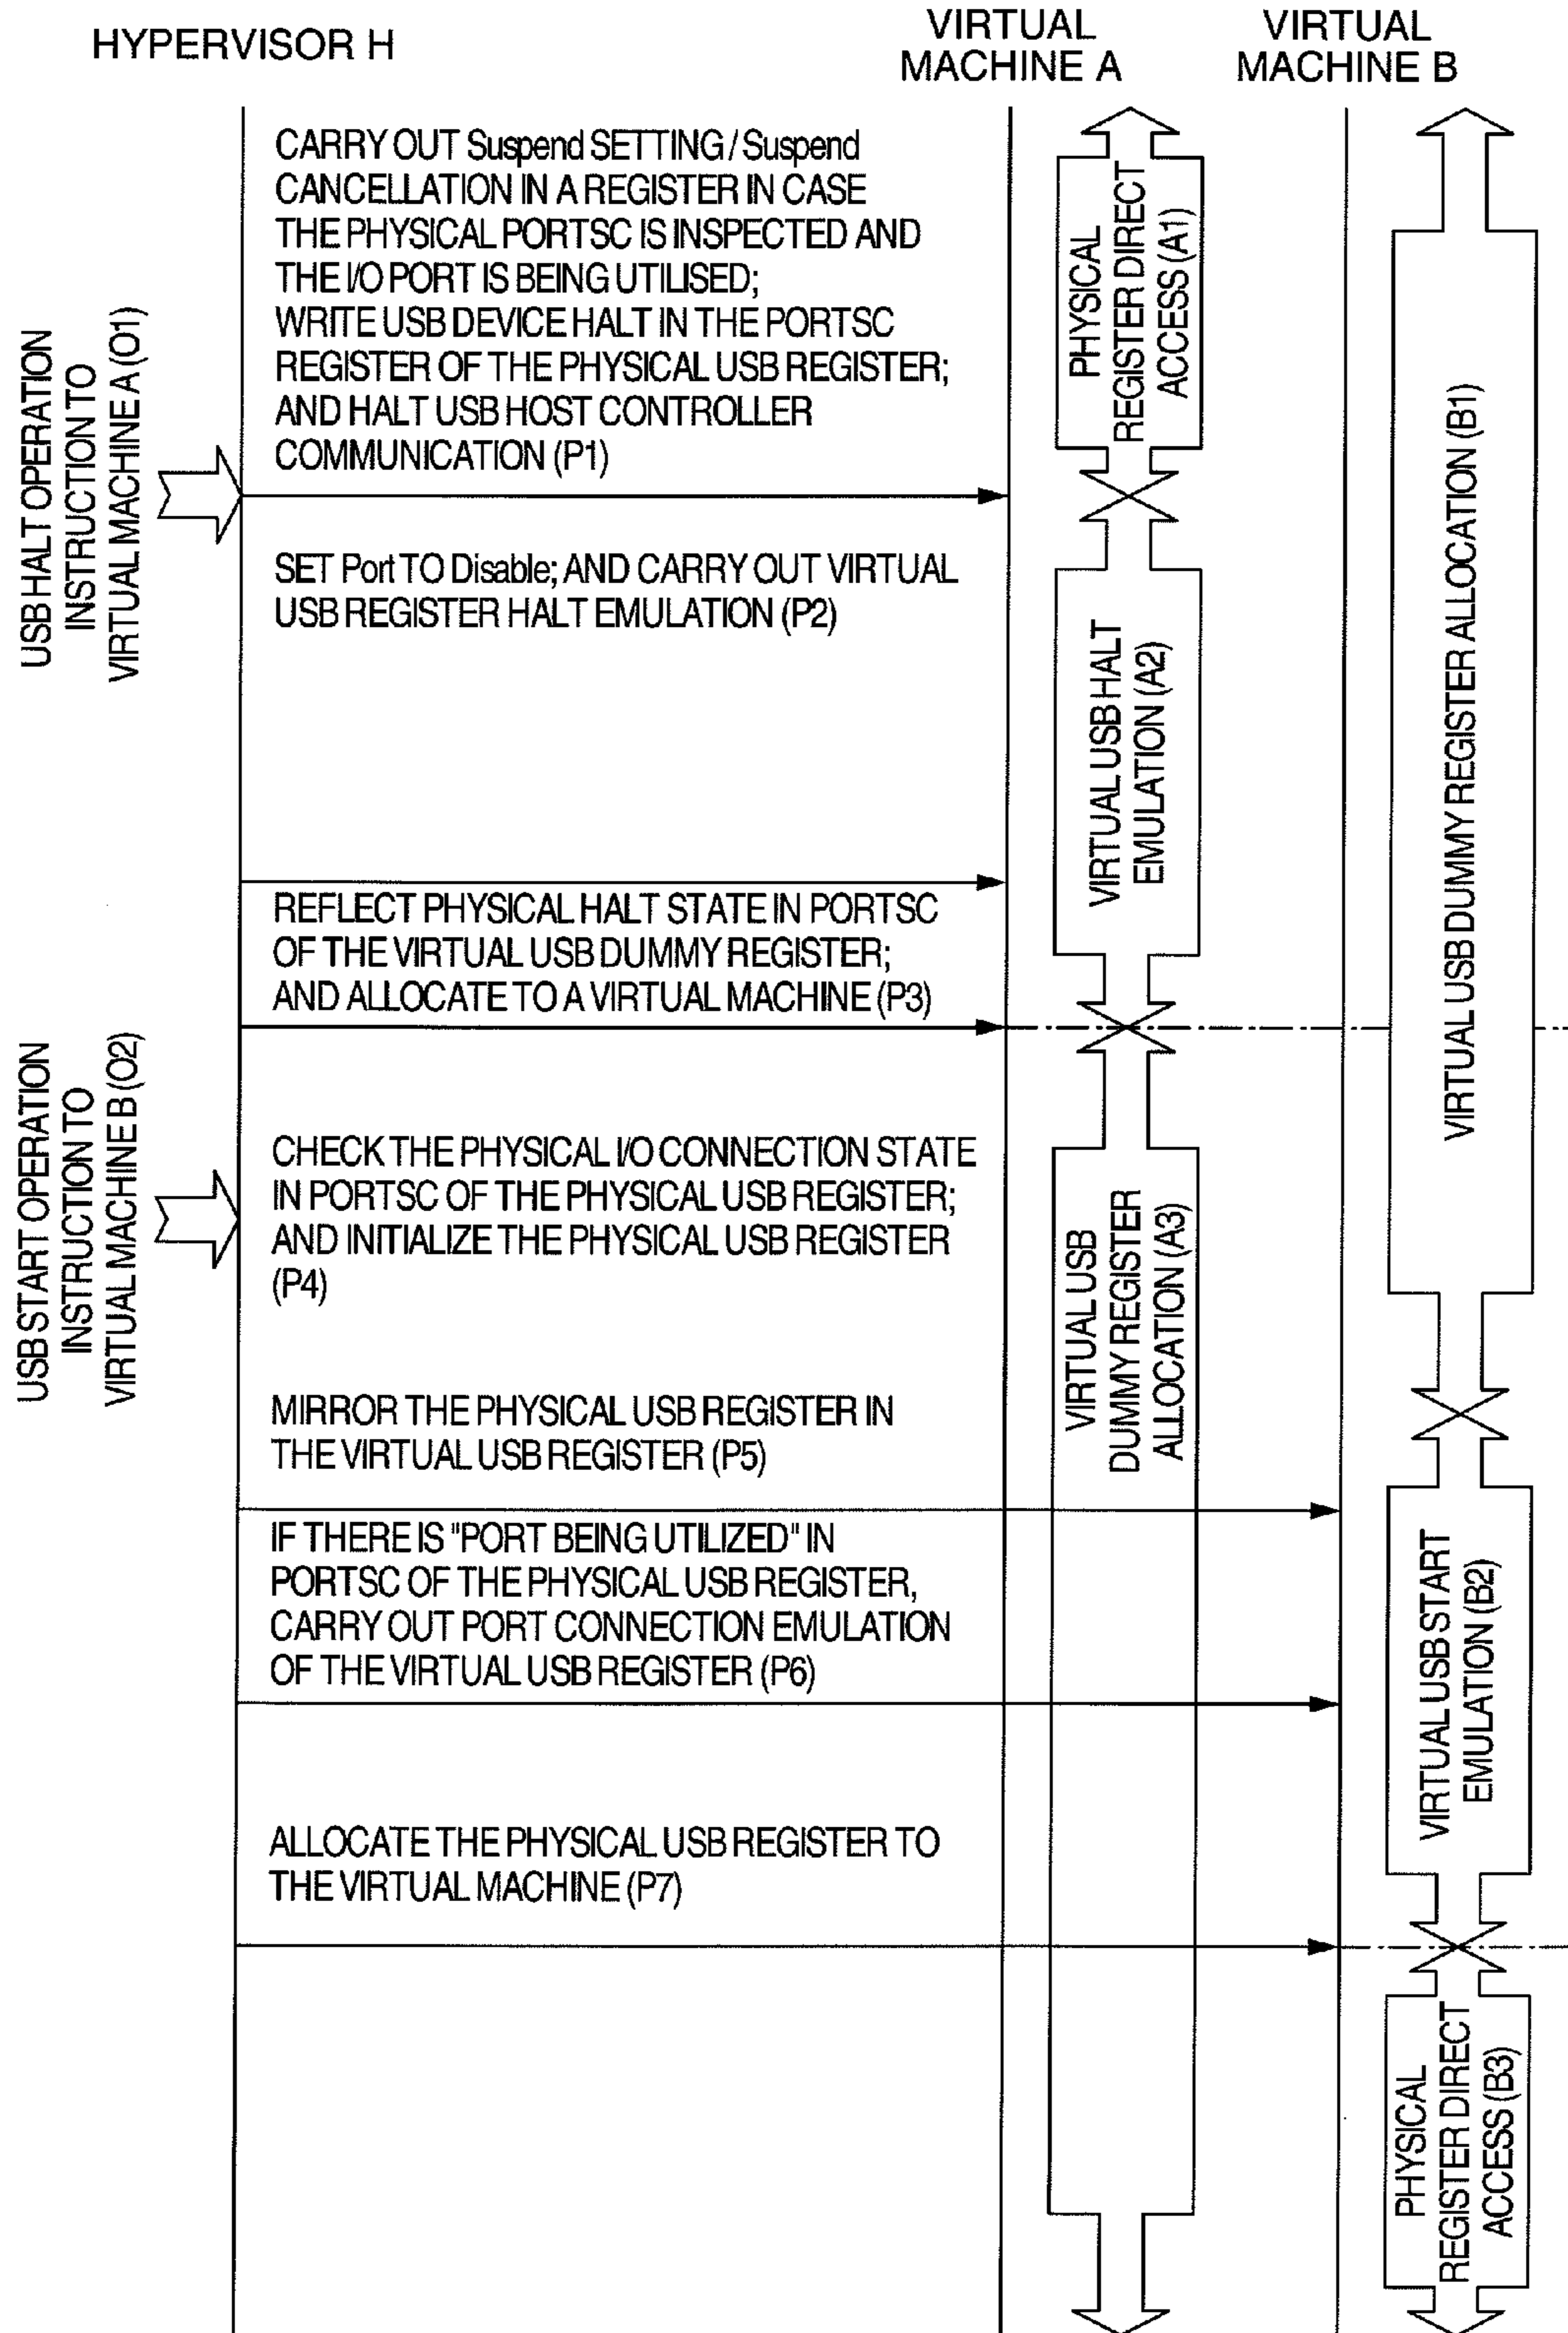 HYPERVISOR H
VIRTUAL
MACHINE A
VIRTUAL
MACHINE B
USB HALT OPERATION
INSTRUCTION TO
VIRTUAL MACHINE A (O1)
CARRY OUT Suspend SETTING / Suspend
CANCELLATION IN A REGISTER IN CASE
THE PHYSICAL PORTSC IS INSPECTED AND
THE I/O PORT IS BEING UTILISED;
WRITE USB DEVICE HALT IN THE PORTSC
REGISTER OF THE PHYSICAL USB REGISTER;
AND HALT USB HOST CONTROLLER
COMMUNICATION (P1)
SET Port TO Disable; AND CARRY OUT VIRTUAL
USB REGISTER HALT EMULATION (P2)
REFLECT PHYSICAL HALT STATE IN PORTSC
OF THE VIRTUAL USB DUMMY REGISTER;
AND ALLOCATE TO A VIRTUAL MACHINE (P3)
USB START OPERATION
INSTRUCTION TO
VIRTUAL MACHINE B (O2)
CHECK THE PHYSICAL I/O CONNECTION STATE
IN PORTSC OF THE PHYSICAL USB REGISTER;
AND INITIALIZE THE PHYSICAL USB REGISTER
(P4)
MIRROR THE PHYSICAL USB REGISTER IN
THE VIRTUAL USB REGISTER (P5)
IF THERE IS "PORT BEING UTILIZED" IN
PORTSC OF THE PHYSICAL USB REGISTER,
CARRY OUT PORT CONNECTION EMULATION
OF THE VIRTUAL USB REGISTER (P6)
ALLOCATE THE PHYSICAL USB REGISTER TO
THE VIRTUAL MACHINE (P7)
PHYSICAL
REGISTER DIRECT
ACCESS (A1)
VIRTUAL USB HALT
EMULATION (A2)
VIRTUAL USB
DUMMY REGISTER
ALLOCATION (A3)
VIRTUAL USB DUMMY REGISTER ALLOCATION (B1)
VIRTUAL USB START
EMULATION (B2)
PHYSICAL
REGISTER DIRECT
ACCESS (B3)